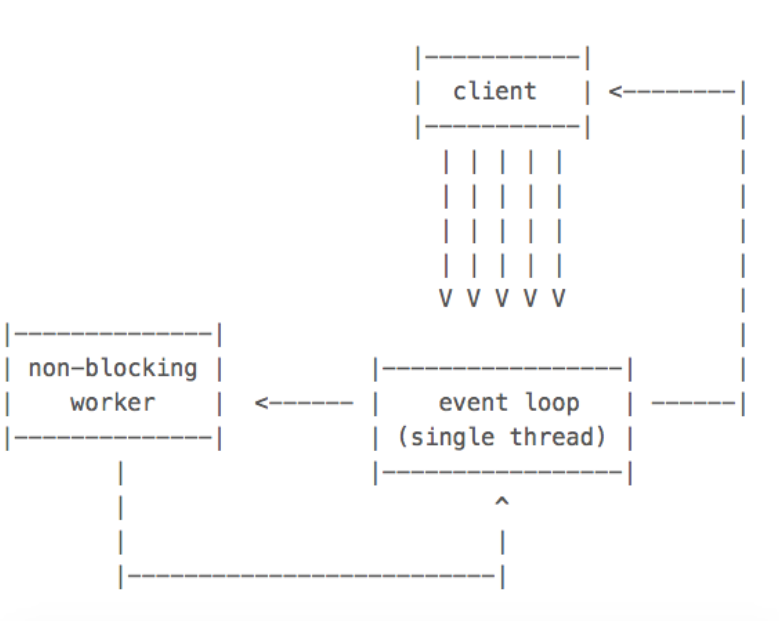 client
non-blocking
worker
event loop
(single thread)